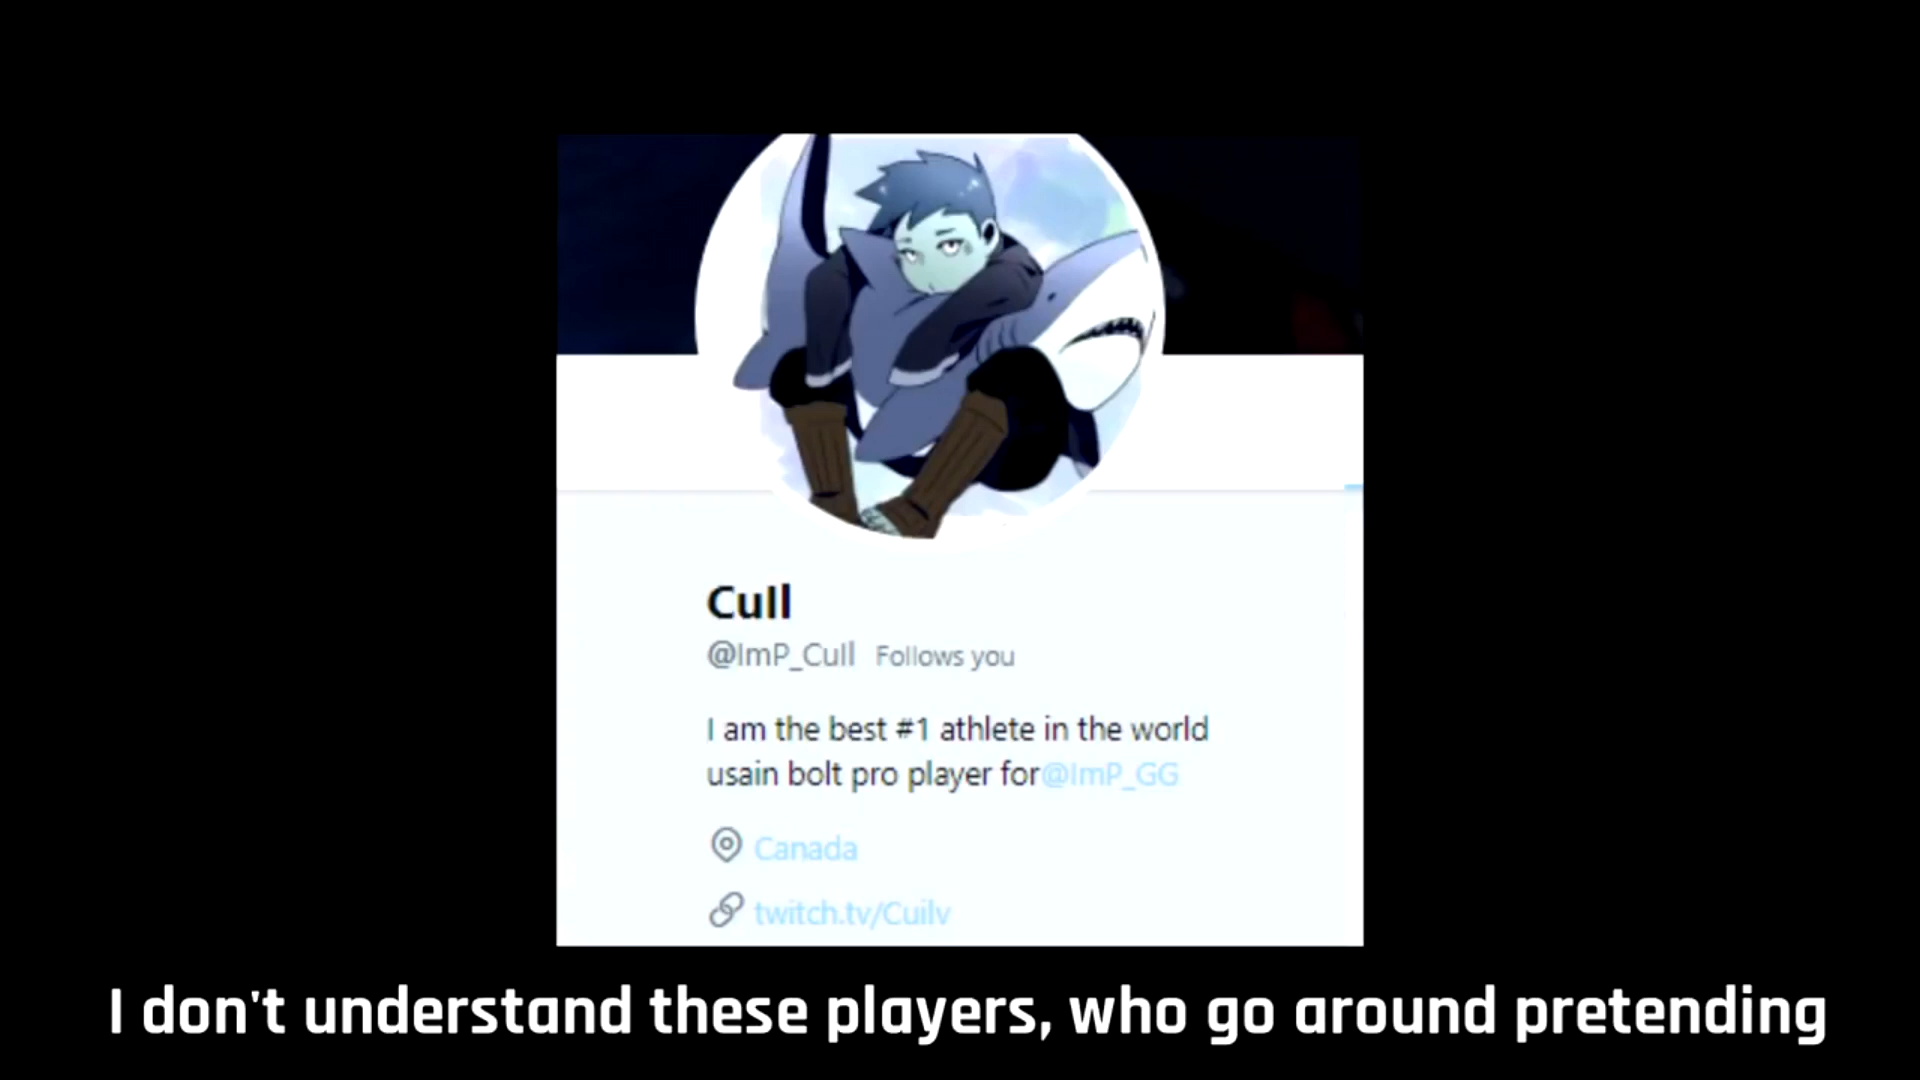 Cull
@ImP_Cull Follows you
I am the best #1 athlete in the world
usain bolt pro player for@ImP_GG
Canada
twitch.tv/Cuilv
I don't understand these players, who go around pretending